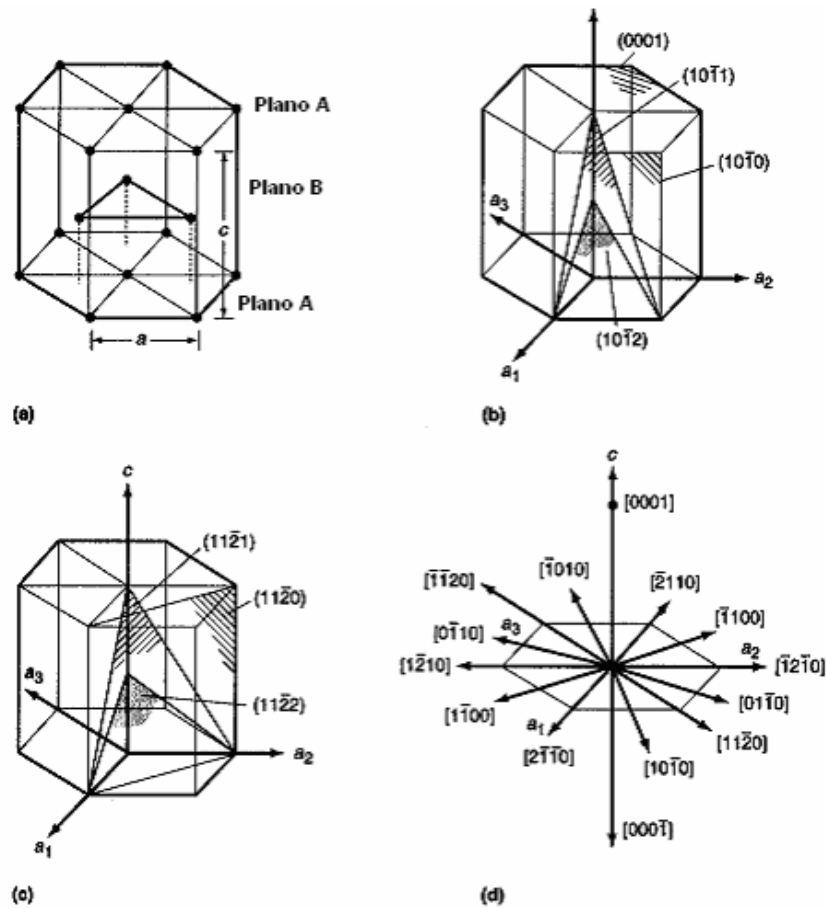 Plano A
Plano B
c
Plano A
a
(a)
(0001)
(101̄1)
(101̄0)
a₃
a₂
(101̄2)
a₁
(b)
c
(112̄1)
(112̄0)
a₃
(112̄2)
a₂
a₁
(c)
c
[0001]
[1̄010]
[2̄110]
[1̄1̄20]
[1̄100]
[01̄10]
a₃
a₂
[12̄10]
[1̄21̄0]
[11̄00]
[011̄0]
a₁
[112̄0]
[21̄1̄0]
[101̄0]
[0001̄]
(d)